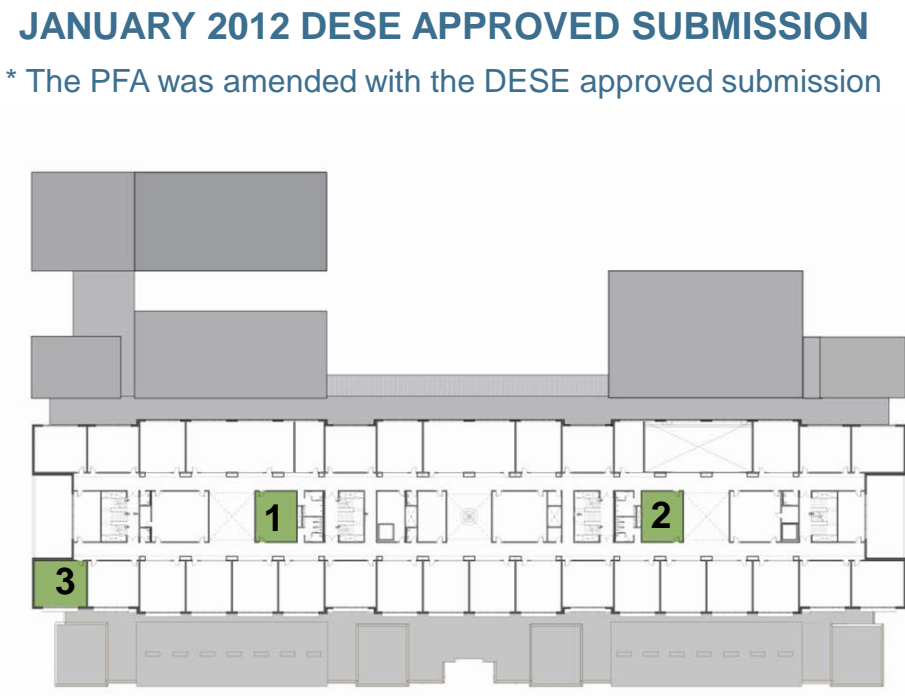 JANUARY 2012 DESE APPROVED SUBMISSION
* The PFA was amended with the DESE approved submission
1
2
3